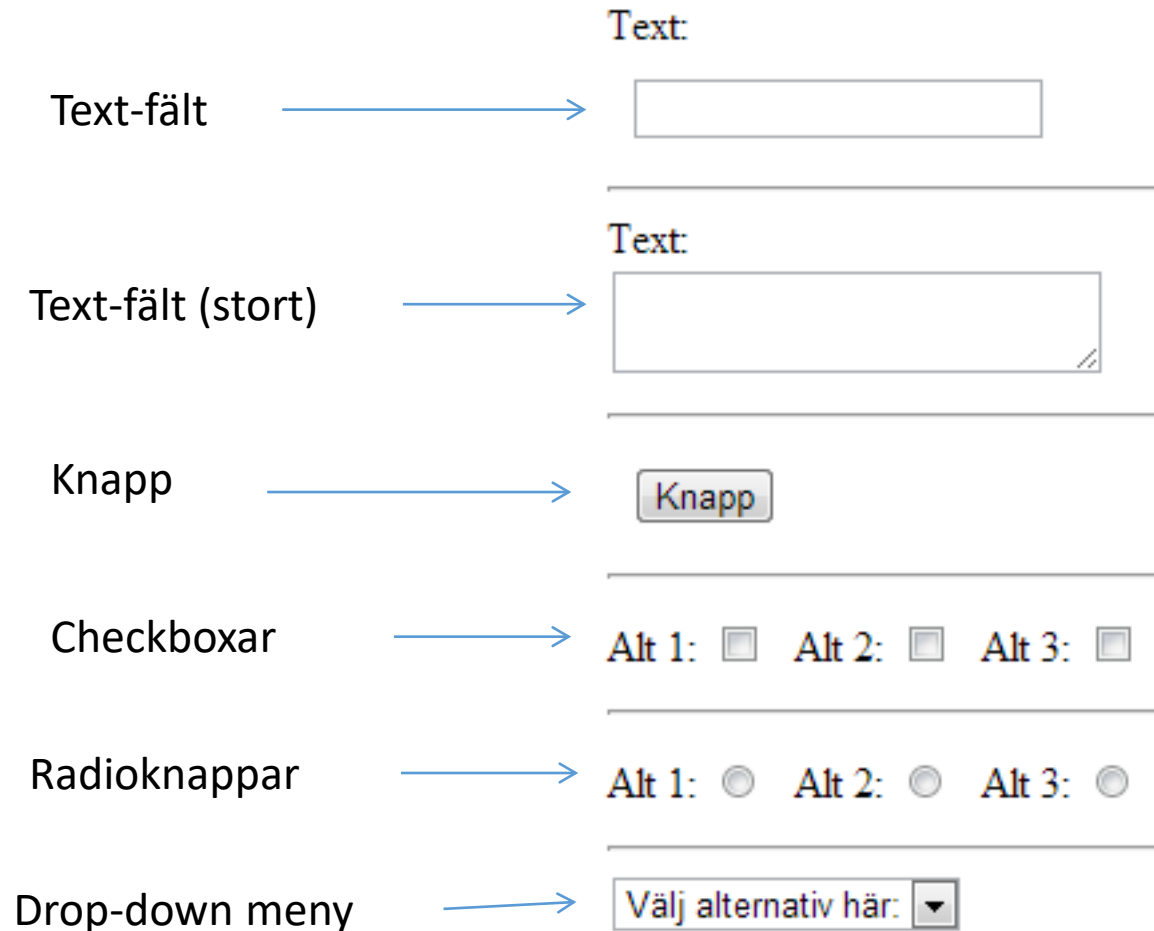 Text:
Text-fält
Text:
Text-fält (stort)
Knapp
Knapp
Checkboxar
Alt 1: Alt 2: Alt 3:
Radioknappar
Alt 1: Alt 2: Alt 3:
Drop-down meny
Välj alternativ här: